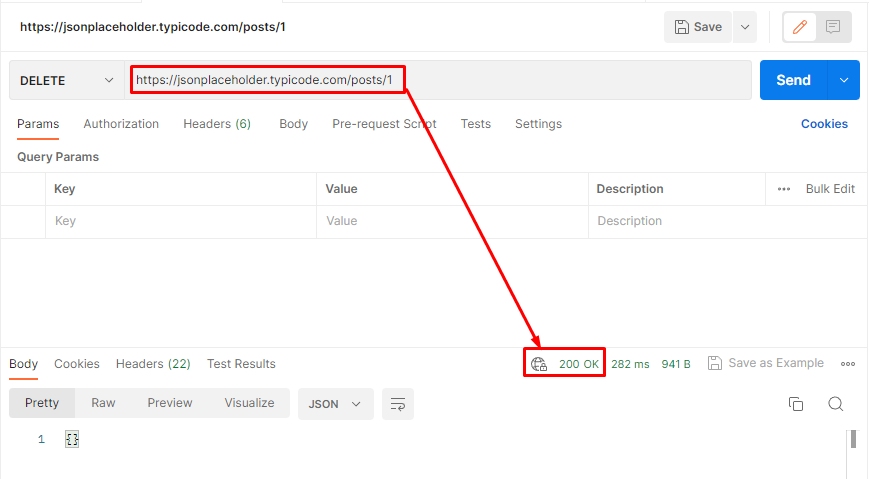 https://jsonplaceholder.typicode.com/posts/1 Save
DELETE https://jsonplaceholder.typicode.com/posts/1 Send
Params Authorization Headers (6) Body Pre-request Script Tests Settings Cookies
Query Params
Key Value Description ••• Bulk Edit
Key Value Description
Body Cookies Headers (22) Test Results 200 OK 282 ms 941 B Save as Example
Pretty Raw Preview Visualize JSON
1 {}